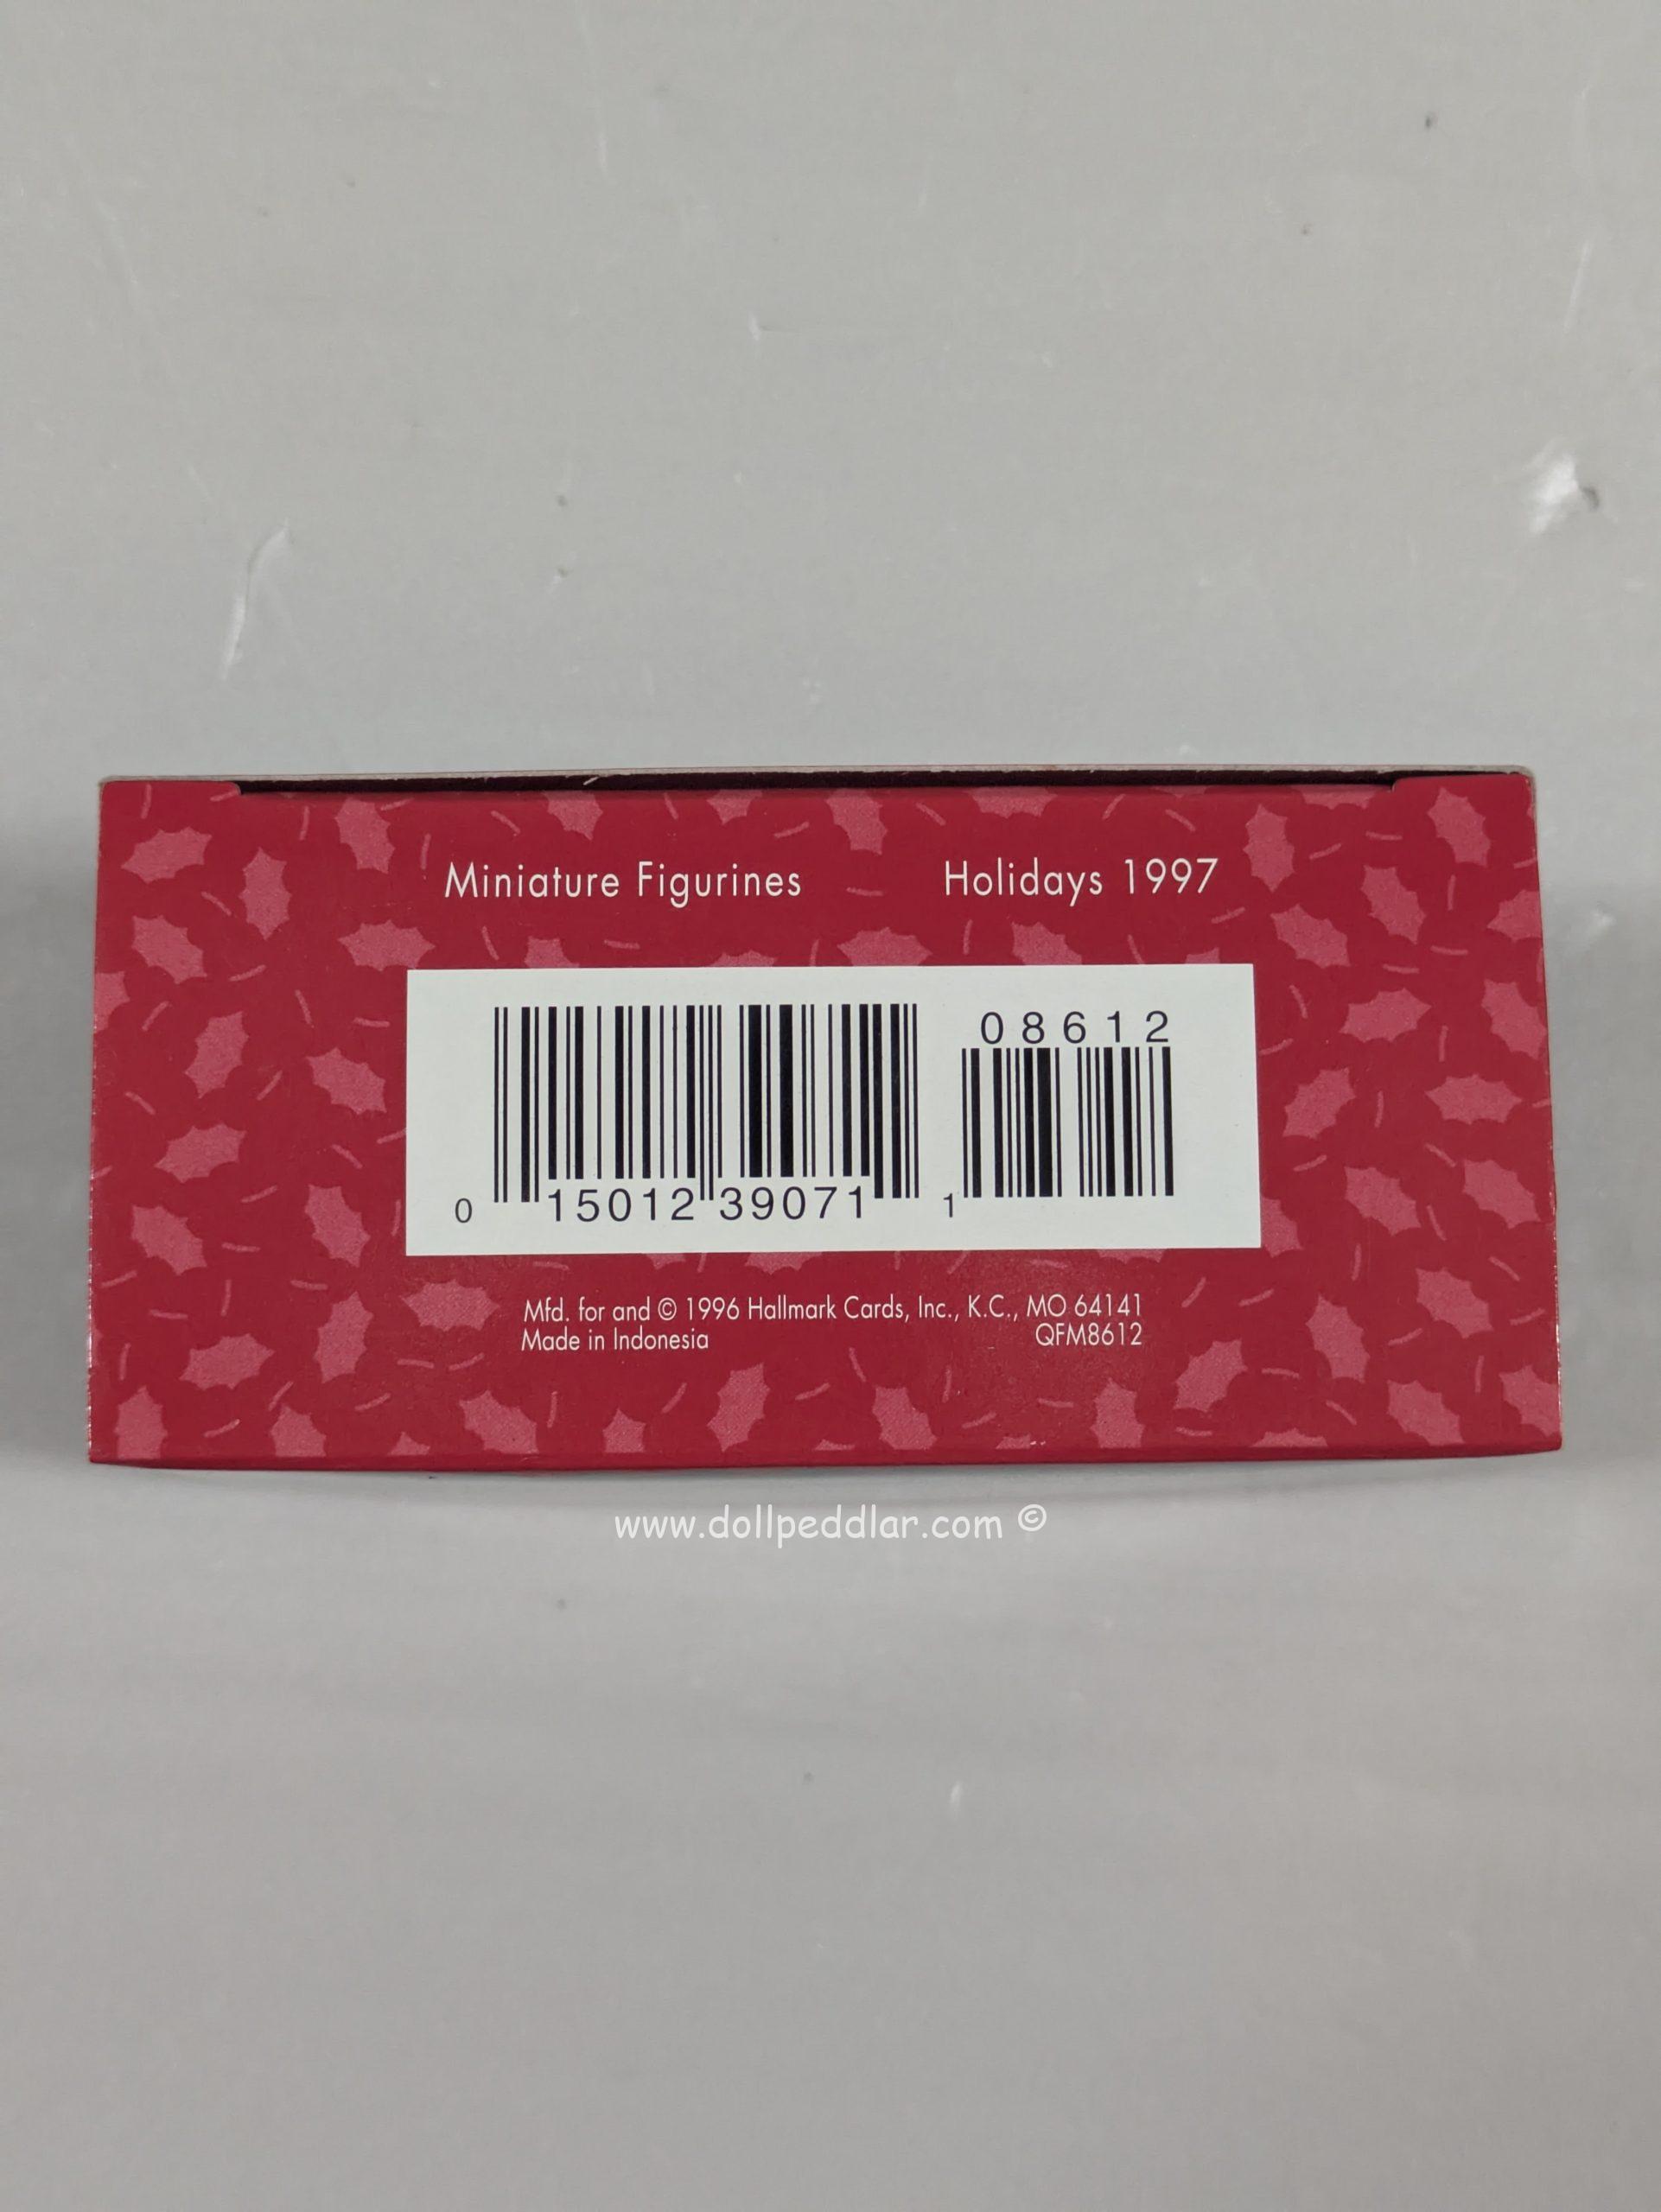 Miniature Figurines Holidays 1997
08612
0 15012 39071 1
Mfd. for and © 1996 Hallmark Cards, Inc., K.C., MO 64141
Made in Indonesia QFM8612
www.dollpeddlar.com ©